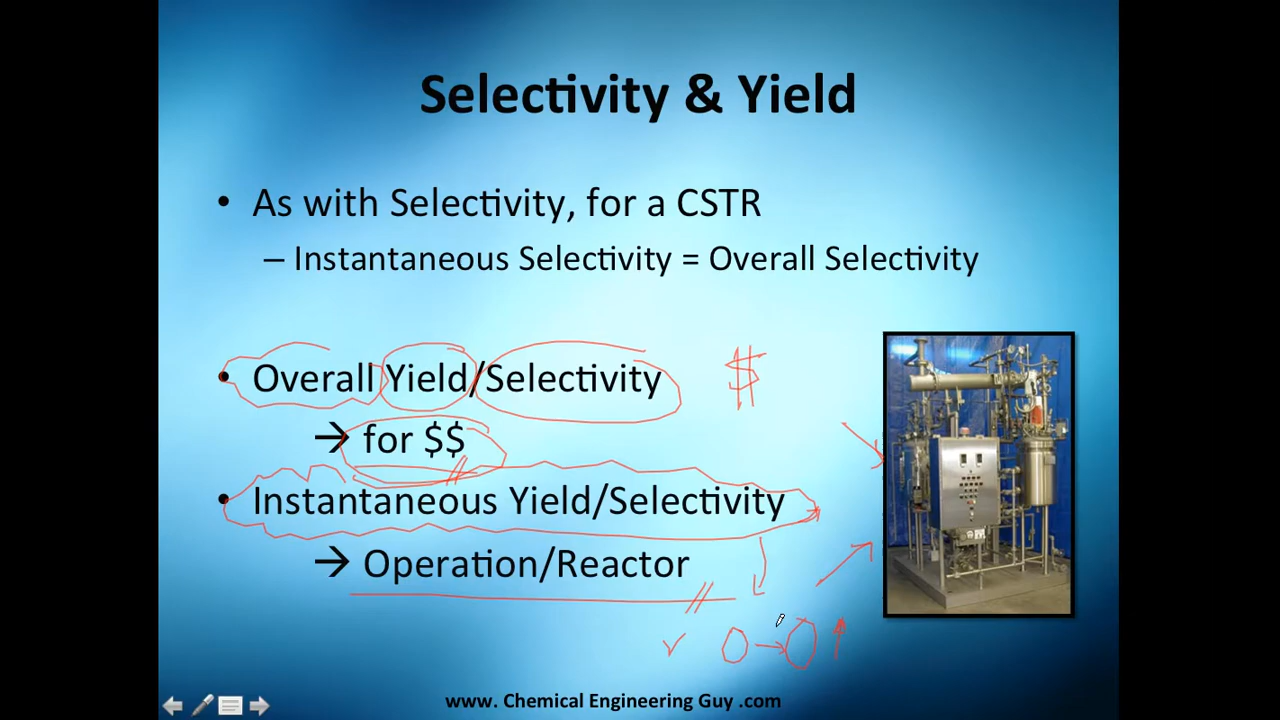 Selectivity & Yield
• As with Selectivity, for a CSTR
– Instantaneous Selectivity = Overall Selectivity
• Overall Yield/Selectivity $
→ for $$
• Instantaneous Yield/Selectivity
→ Operation/Reactor
www. Chemical Engineering Guy .com